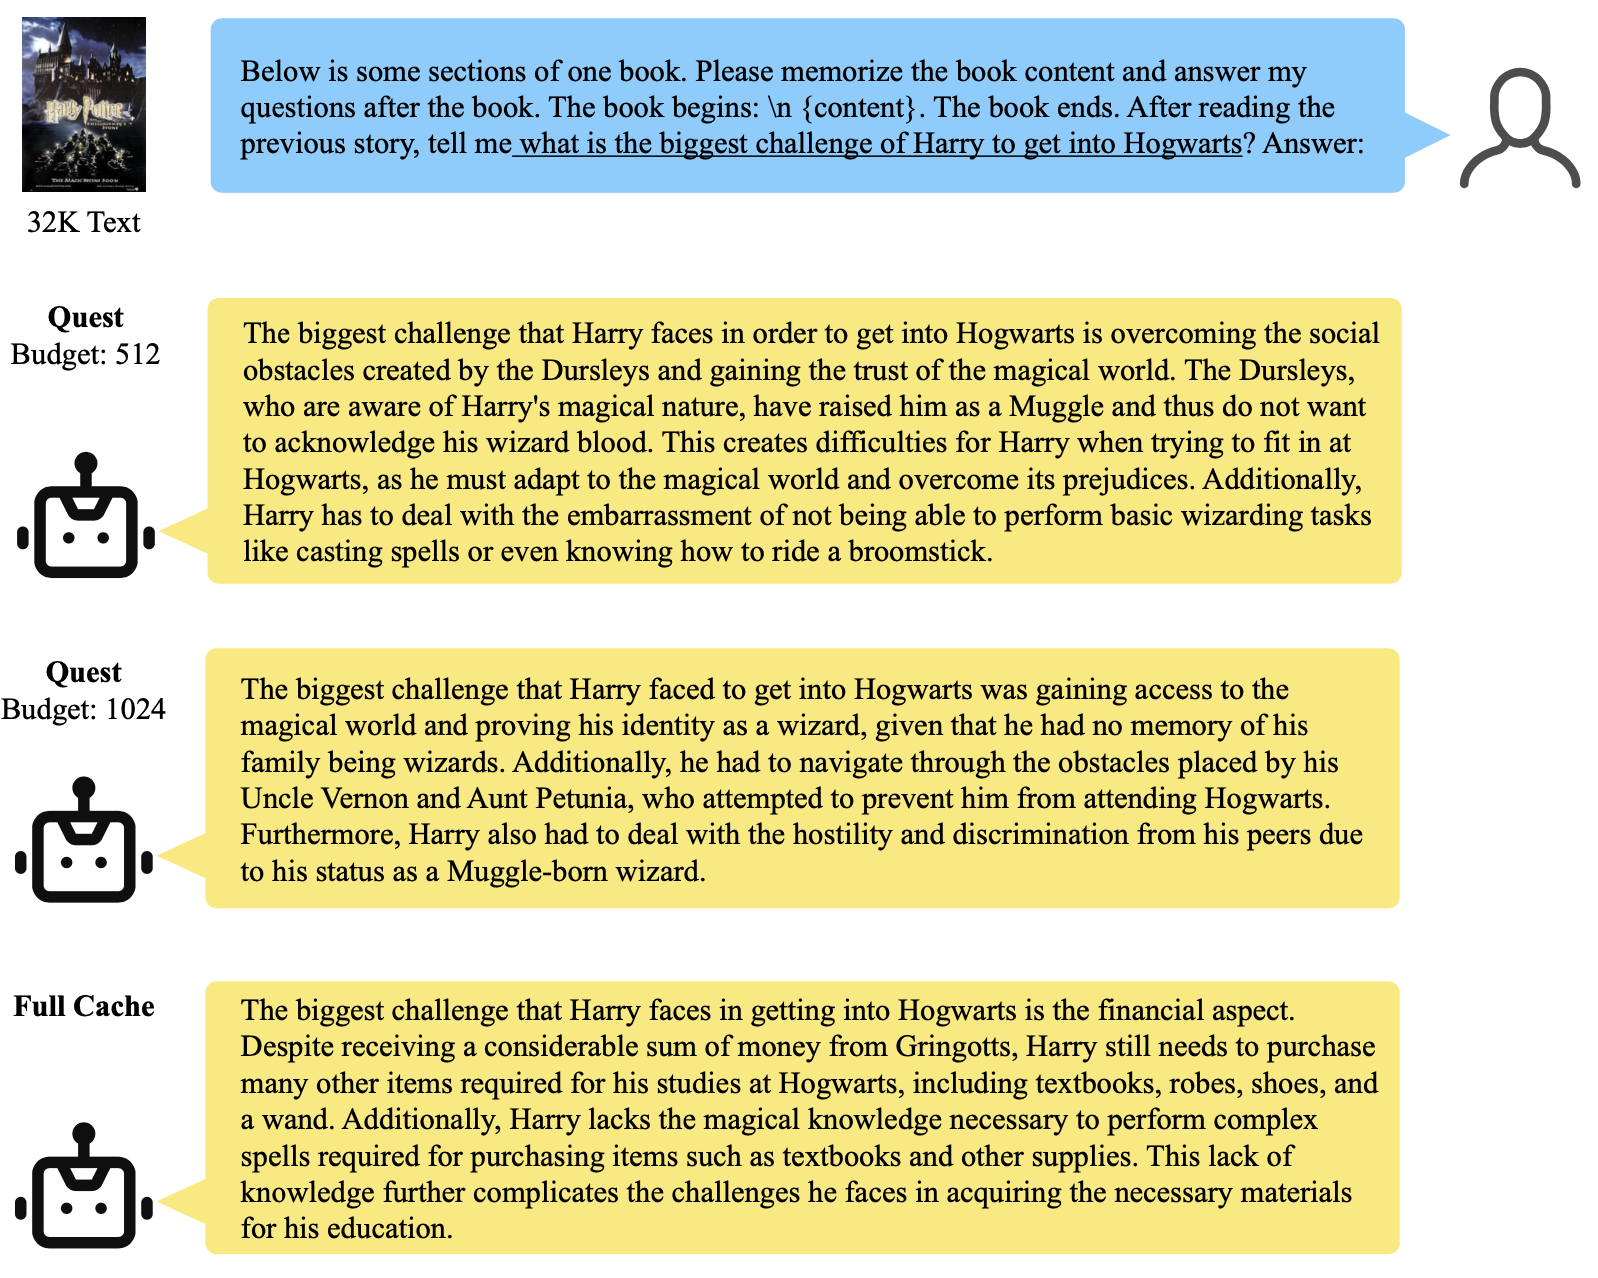 Harry Potter
THE MAGIC BEGINS SOON
32K Text
Below is some sections of one book. Please memorize the book content and answer my
questions after the book. The book begins: \n {content}. The book ends. After reading the
previous story, tell me what is the biggest challenge of Harry to get into Hogwarts? Answer:
Quest
Budget: 512
The biggest challenge that Harry faces in order to get into Hogwarts is overcoming the social
obstacles created by the Dursleys and gaining the trust of the magical world. The Dursleys,
who are aware of Harry's magical nature, have raised him as a Muggle and thus do not want
to acknowledge his wizard blood. This creates difficulties for Harry when trying to fit in at
Hogwarts, as he must adapt to the magical world and overcome its prejudices. Additionally,
Harry has to deal with the embarrassment of not being able to perform basic wizarding tasks
like casting spells or even knowing how to ride a broomstick.
Quest
Budget: 1024
The biggest challenge that Harry faced to get into Hogwarts was gaining access to the
magical world and proving his identity as a wizard, given that he had no memory of his
family being wizards. Additionally, he had to navigate through the obstacles placed by his
Uncle Vernon and Aunt Petunia, who attempted to prevent him from attending Hogwarts.
Furthermore, Harry also had to deal with the hostility and discrimination from his peers due
to his status as a Muggle-born wizard.
Full Cache
The biggest challenge that Harry faces in getting into Hogwarts is the financial aspect.
Despite receiving a considerable sum of money from Gringotts, Harry still needs to purchase
many other items required for his studies at Hogwarts, including textbooks, robes, shoes, and
a wand. Additionally, Harry lacks the magical knowledge necessary to perform complex
spells required for purchasing items such as textbooks and other supplies. This lack of
knowledge further complicates the challenges he faces in acquiring the necessary materials
for his education.